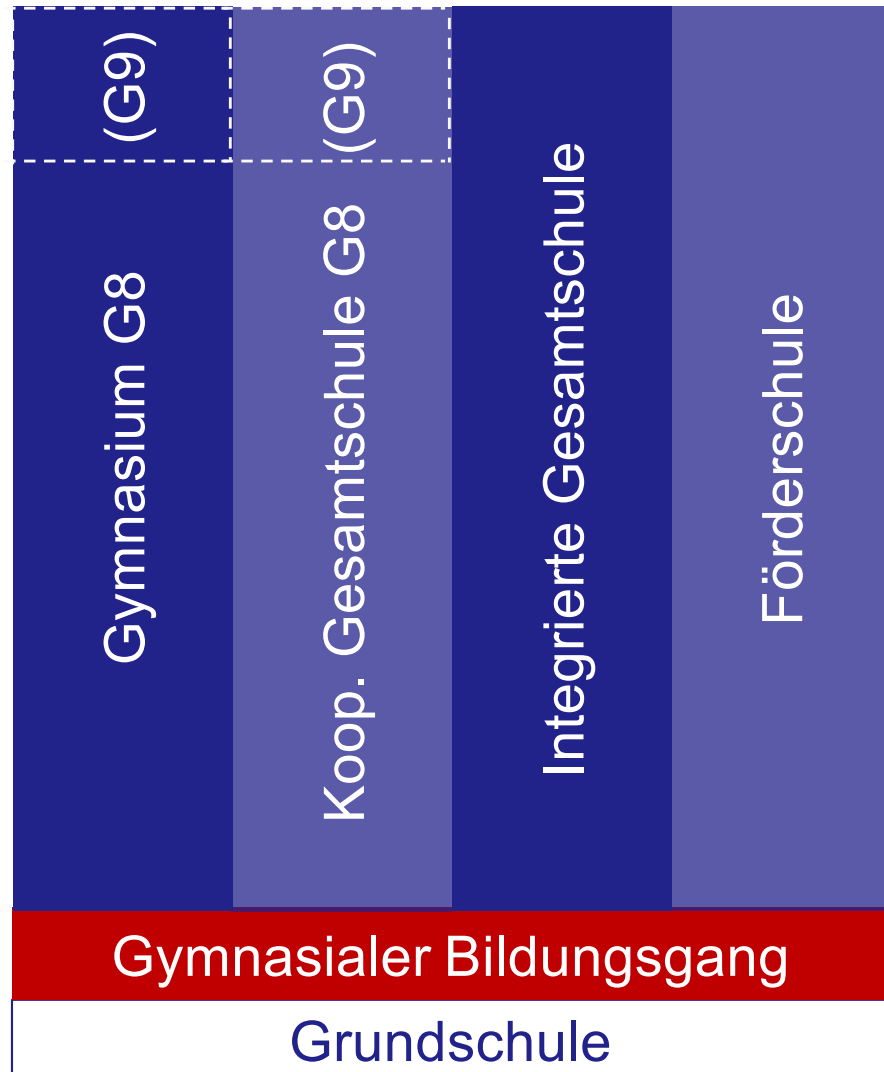 (G9)
Gymnasium G8
(G9)
Koop. Gesamtschule G8
Integrierte Gesamtschule
Förderschule
Gymnasialer Bildungsgang
Grundschule